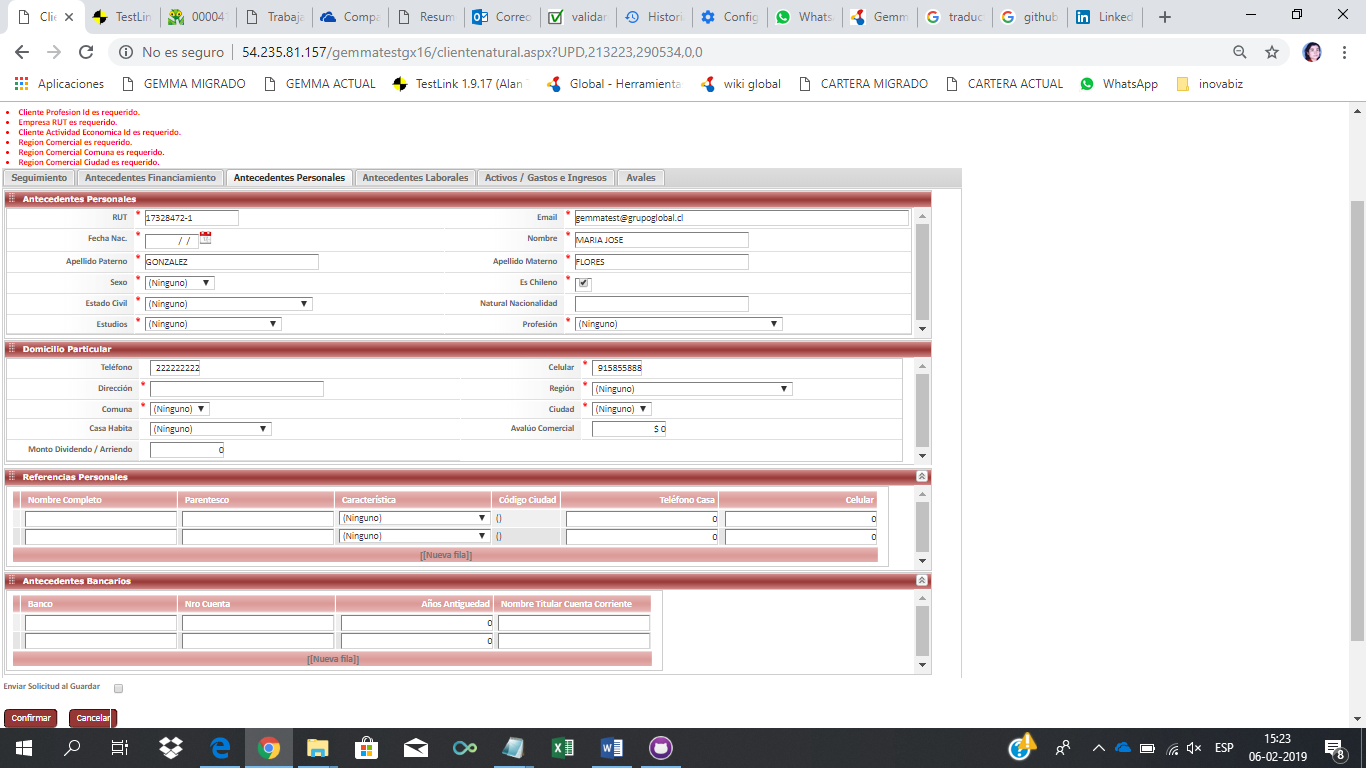 Clie
TestLin
00004
Trabaja
Compa
Resum
Correo
validar
Histori
Config
Whats
Gemm
traduc
github
Linked
No es seguro | 54.235.81.157/gemmatestgx16/clientenatural.aspx?UPD,213223,290534,0,0
Aplicaciones
GEMMA MIGRADO
GEMMA ACTUAL
TestLink 1.9.17 (Alan
Global - Herramienta
wiki global
CARTERA MIGRADO
CARTERA ACTUAL
WhatsApp
inovabiz
Cliente Profesion Id es requerido.
Empresa RUT es requerido.
Cliente Actividad Economica Id es requerido.
Region Comercial es requerido.
Region Comercial Comuna es requerido.
Region Comercial Ciudad es requerido.
Seguimiento
Antecedentes Financiamiento
Antecedentes Personales
Antecedentes Laborales
Activos / Gastos e Ingresos
Avales
Antecedentes Personales
RUT * 17328472-1 Email * gemmatest@grupoglobal.cl
Fecha Nac. * / / Nombre * MARIA JOSE
Apellido Paterno * GONZALEZ Apellido Materno * FLORES
Sexo * (Ninguno) Es Chileno *
Estado Civil * (Ninguno) Natural Nacionalidad
Estudios * (Ninguno) Profesión * (Ninguno)
Domicilio Particular
Teléfono 222222222 Celular * 915855888
Dirección * Región * (Ninguno)
Comuna * (Ninguno) Ciudad * (Ninguno)
Casa Habita (Ninguno) Avalúo Comercial $ 0
Monto Dividendo / Arriendo 0
Referencias Personales
Nombre Completo Parentesco Característica Código Ciudad Teléfono Casa Celular
(Ninguno) () 0 0
(Ninguno) () 0 0
[[Nueva fila]]
Antecedentes Bancarios
Banco Nro Cuenta Años Antiguedad Nombre Titular Cuenta Corriente
0
0
[[Nueva fila]]
Enviar Solicitud al Guardar
Confirmar Cancelar
ESP
15:23
06-02-2019
8